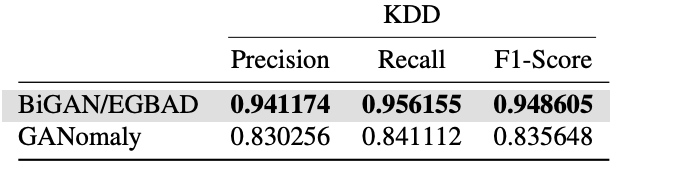 KDD
Precision Recall F1-Score
BiGAN/EGBAD 0.941174 0.956155 0.948605
GANomaly 0.830256 0.841112 0.835648